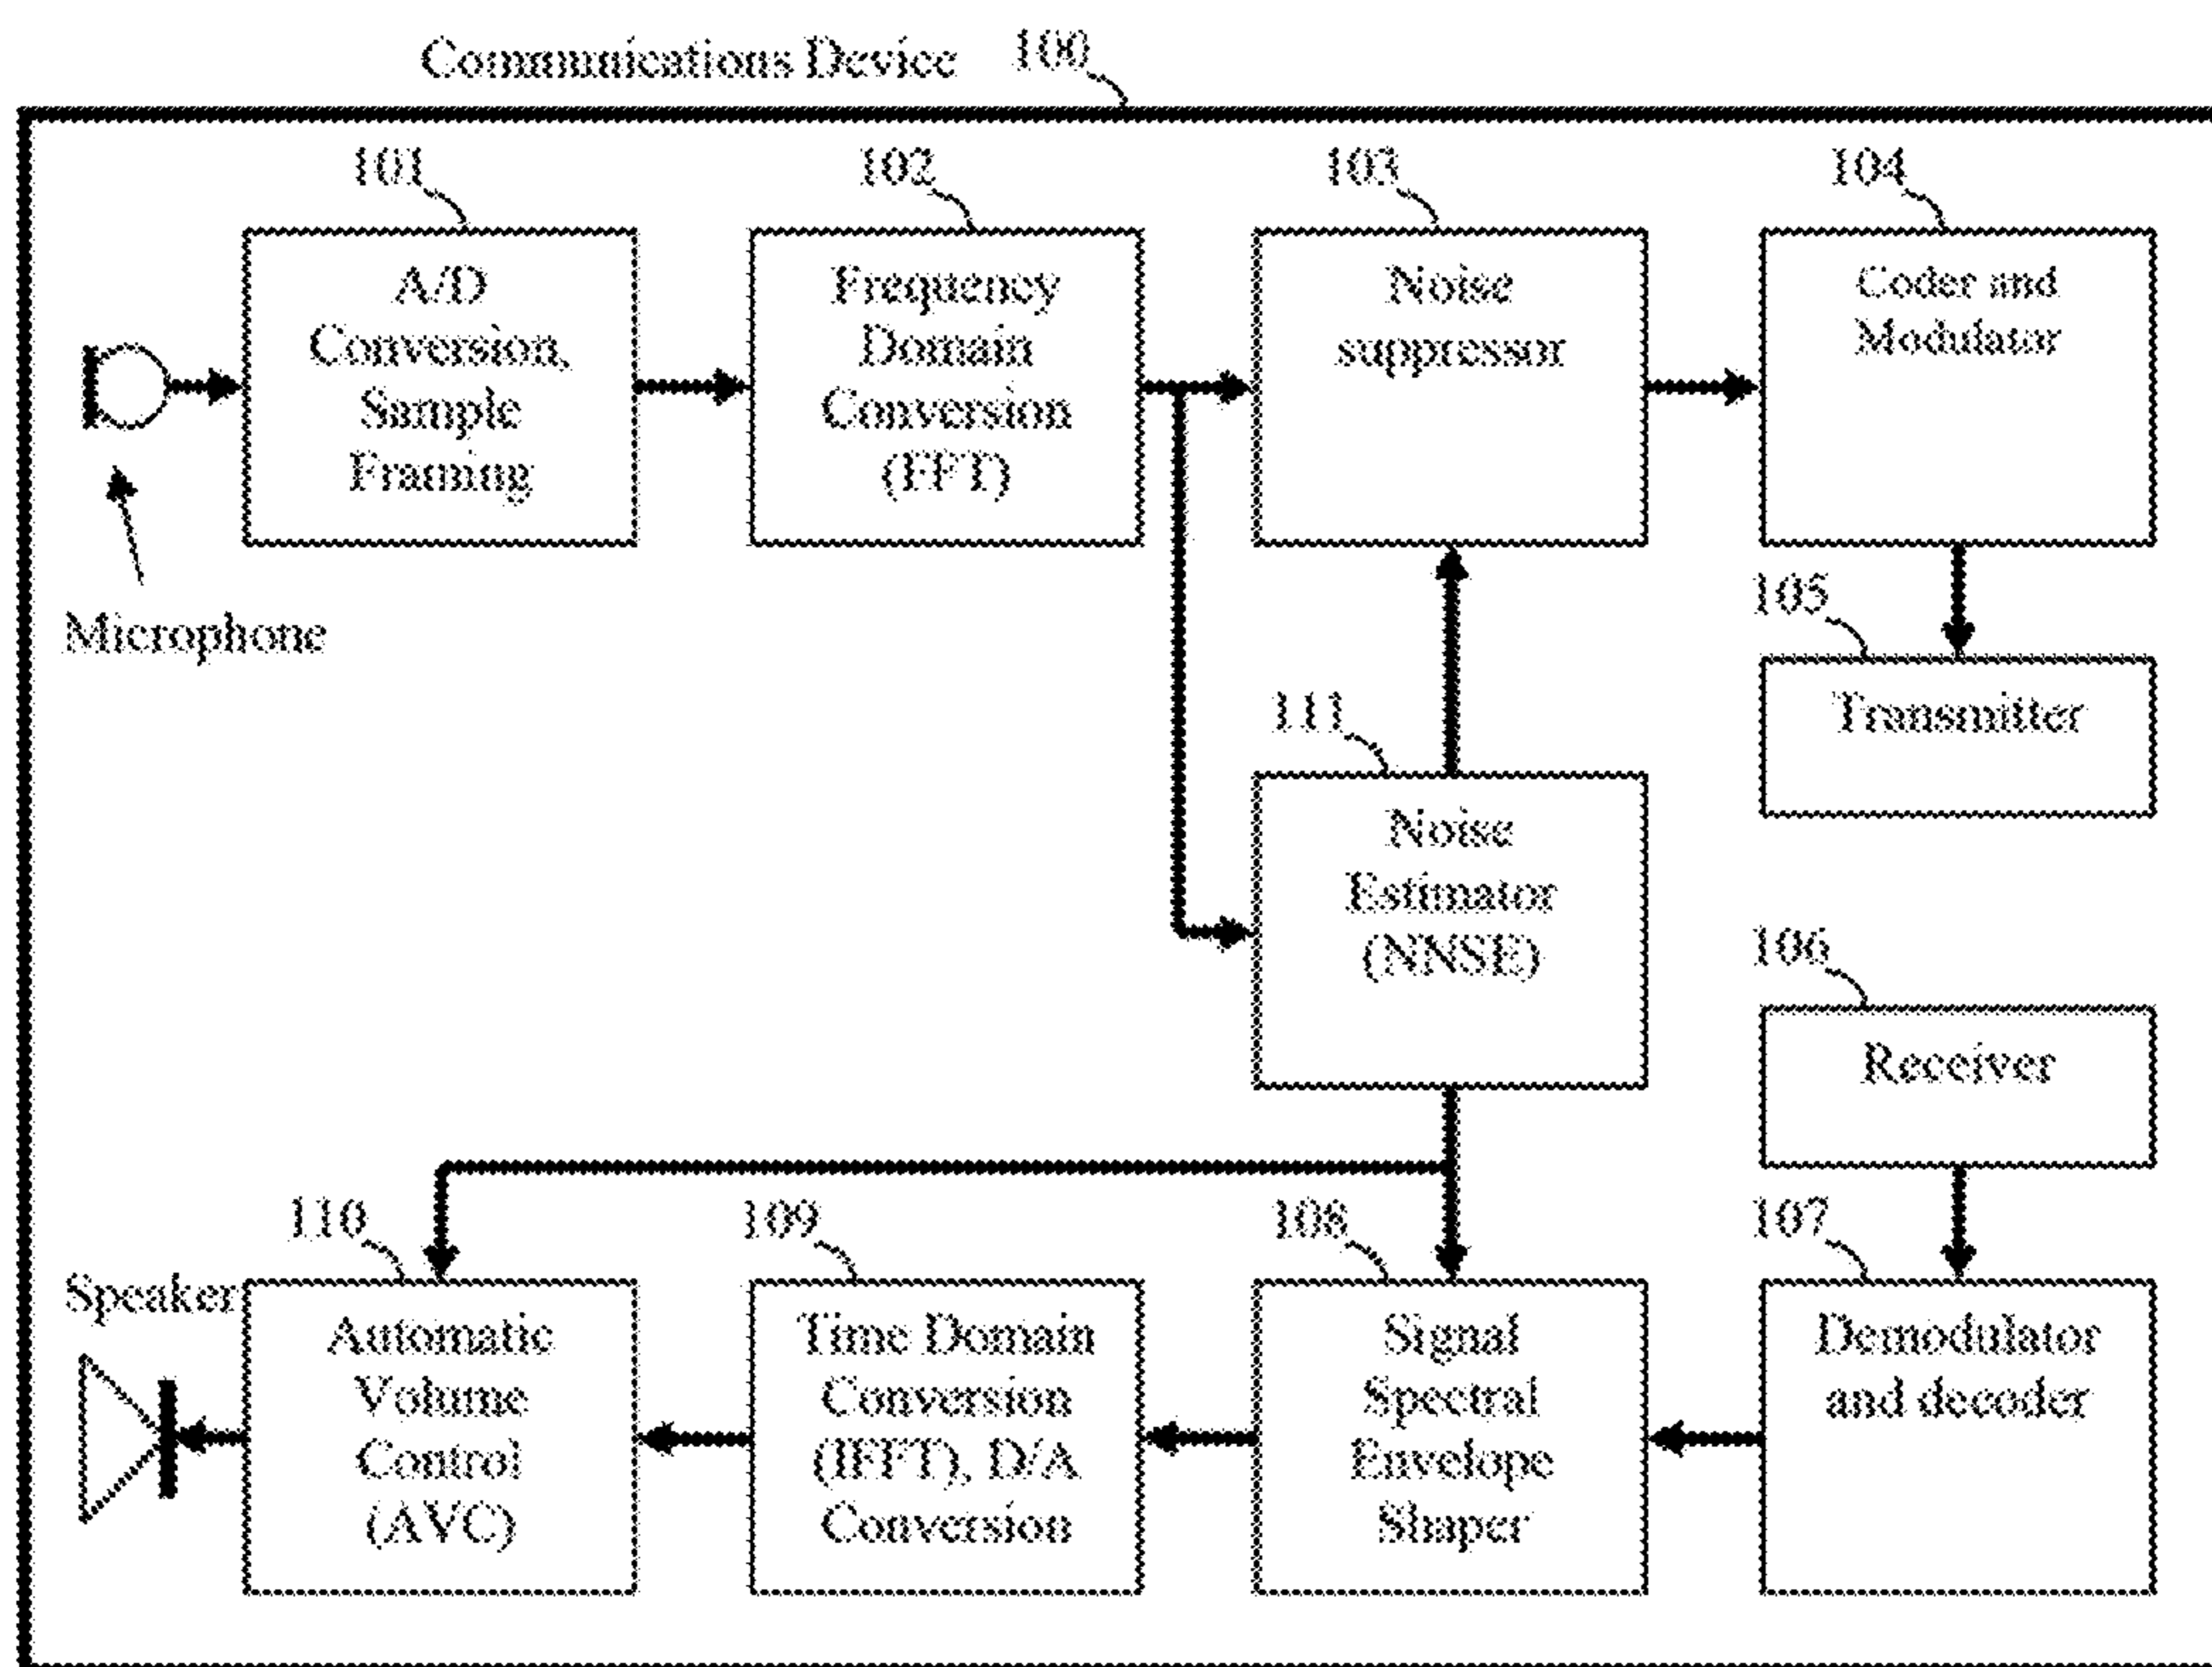 Communications Device 100
101
102
103
104
A/D
Conversion,
Sample
Framing
Frequency
Domain
Conversion
(FFT)
Noise
suppressor
Coder and
Modulator
Microphone
105
Transmitter
111
Noise
Estimator
(NNSE)
106
Receiver
110
109
108
107
Speaker
Automatic
Volume
Control
(AVC)
Time Domain
Conversion
(IFFT), D/A
Conversion
Signal
Spectral
Envelope
Shaper
Demodulator
and decoder